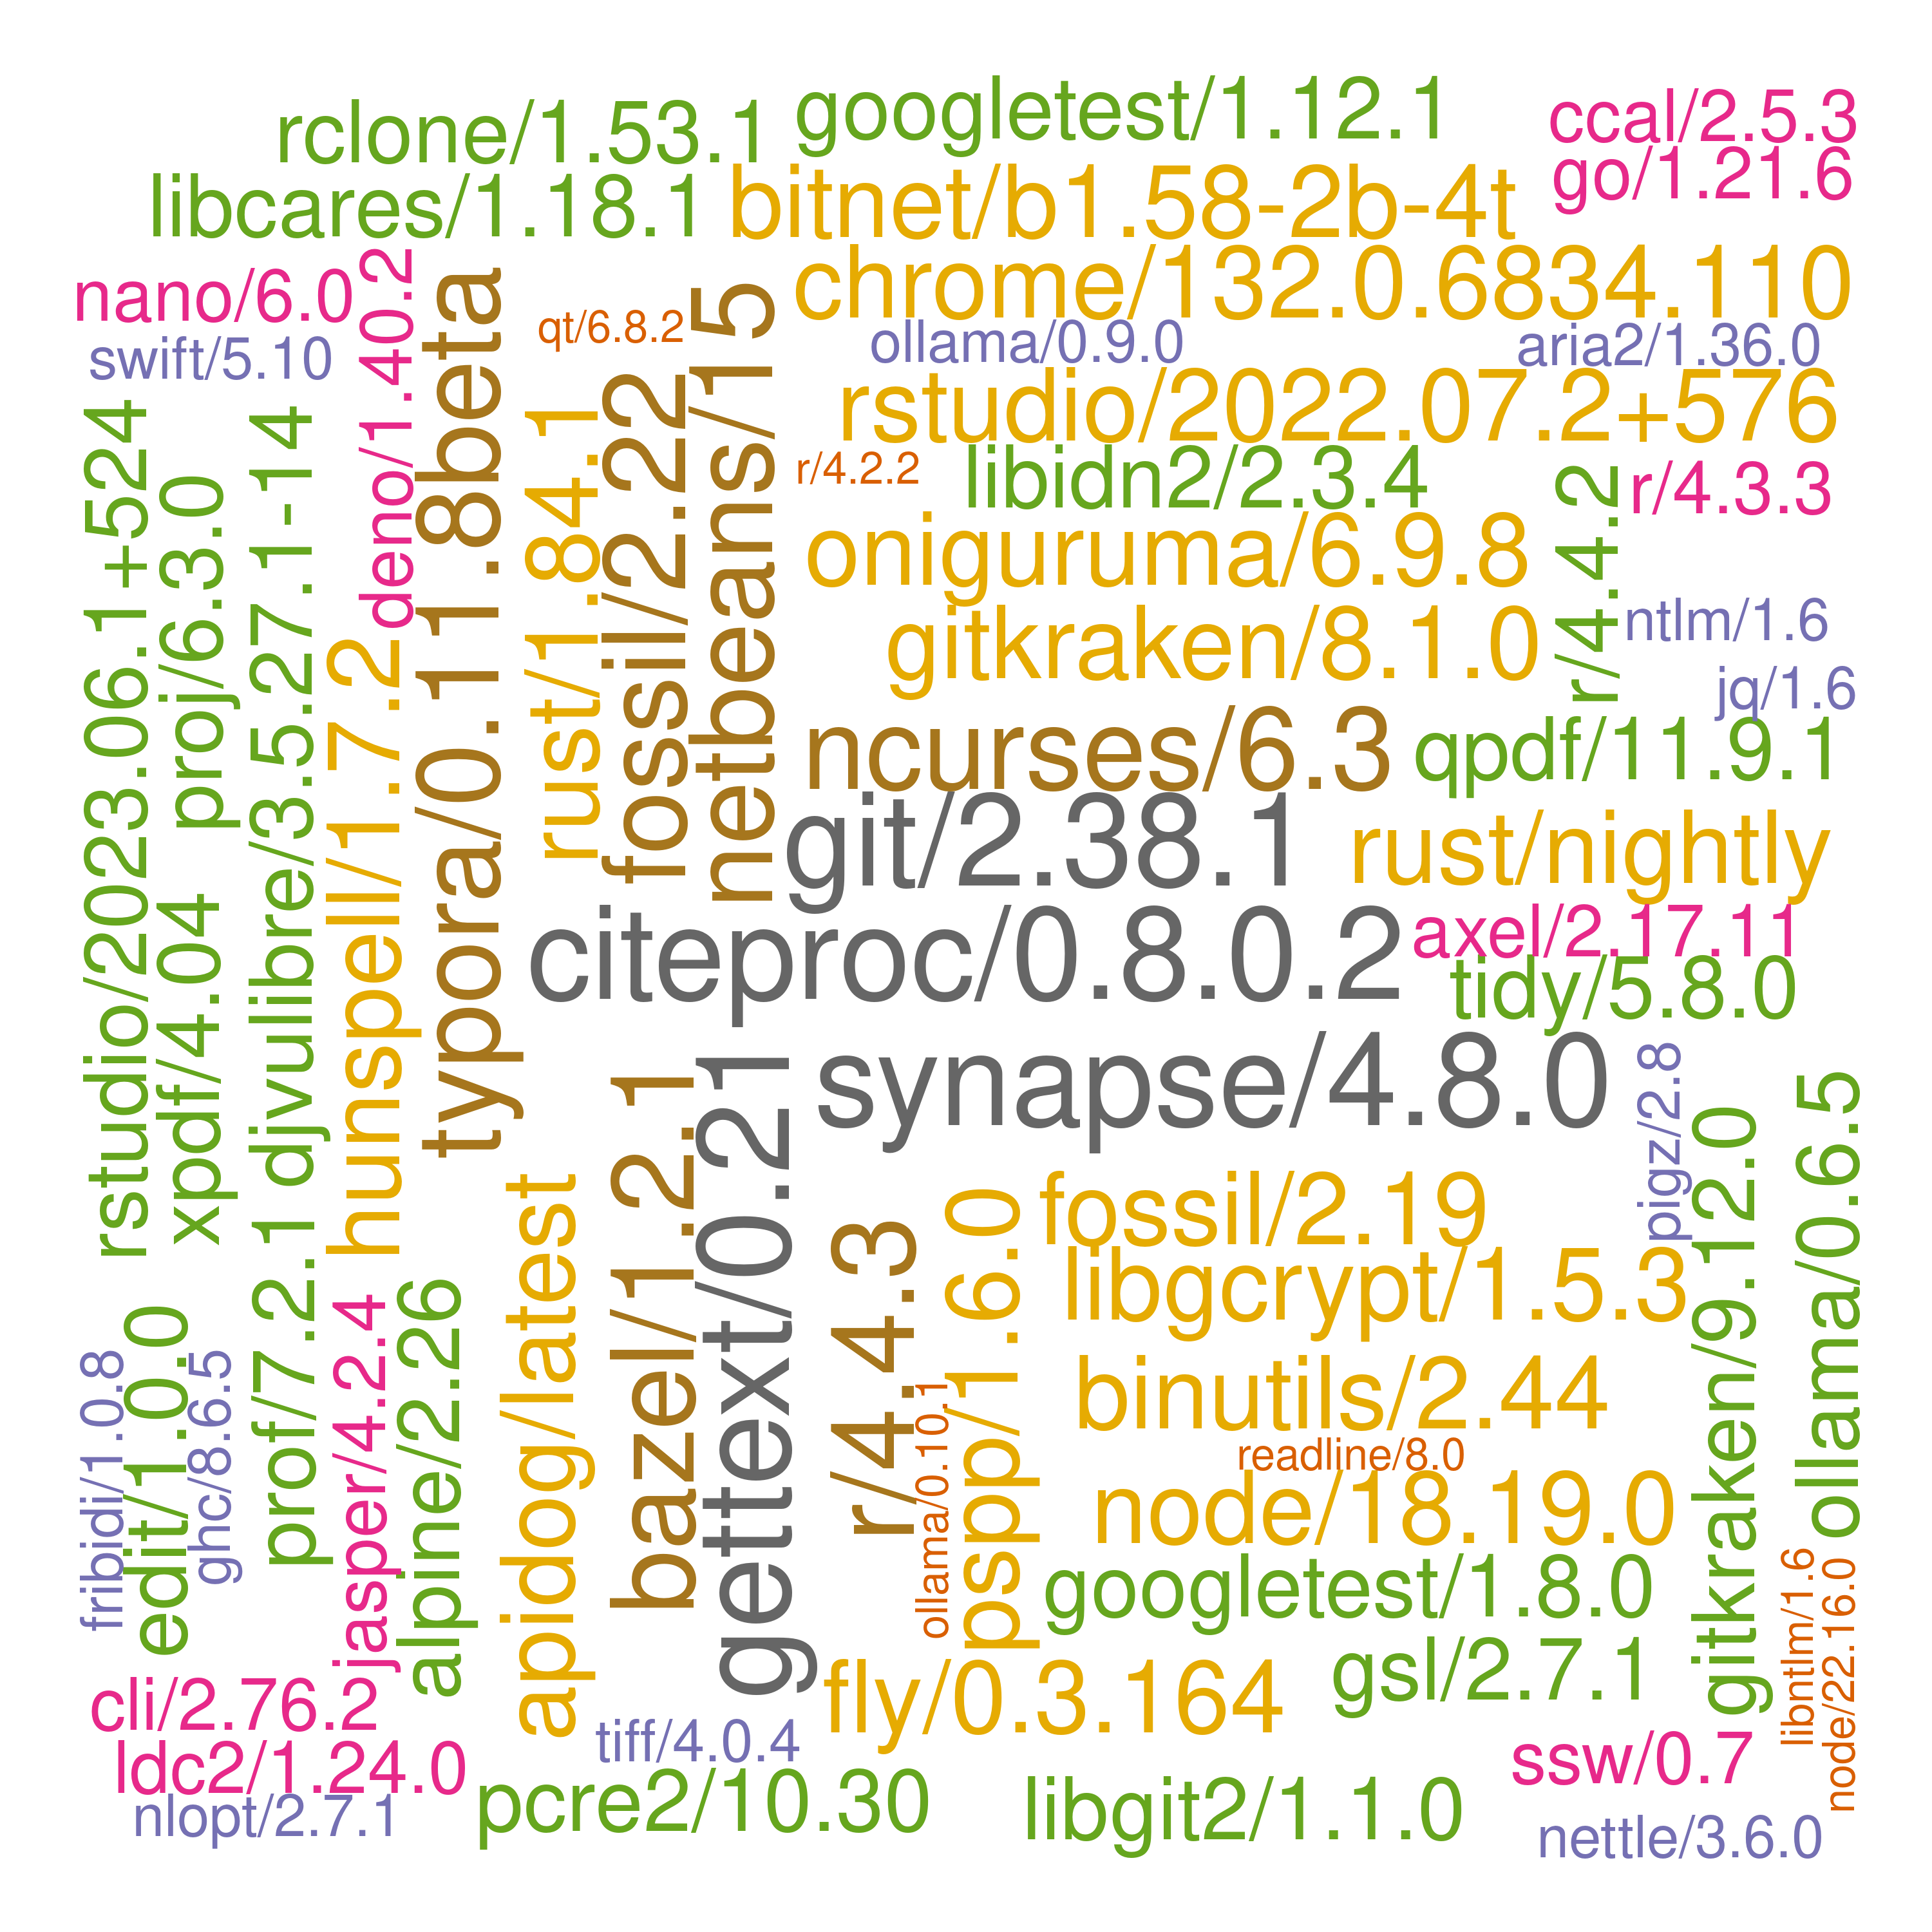 rclone/1.53.1
googletest/1.12.1
ccal/2.5.3
go/1.21.6
libcares/1.18.1
bitnet/b1.58-2b-4t
chrome/132.0.6834.110
nano/6.0
deno/1.40.2
typora/0.11.8beta
qt/6.8.2
netbeans/15
ollama/0.9.0
aria2/1.36.0
swift/5.10
rstudio/2022.07.2+576
rstudio/2023.06.1+524
proj/6.3.0
djvulibre/3.5.27.1-14
rust/1.84.1
fossil/2.22
r/4.2.2
libidn2/2.3.4
r/4.4.2
r/4.3.3
oniguruma/6.9.8
hunspell/1.7.2
gitkraken/8.1.0
ntlm/1.6
jq/1.6
ncurses/6.3
qpdf/11.9.1
git/2.38.1
rust/nightly
xpdf/4.04
citeproc/0.8.0.2
axel/2.17.11
tidy/5.8.0
synapse/4.8.0
pigz/2.8
gitkraken/9.12.0
ollama/0.6.5
bazel/1.2.1
gettext/0.21
apidog/latest
r/4.4.3
pspp/1.6.0
fossil/2.19
libgcrypt/1.5.3
prof/7.2.1
edit/1.0.0
fribidi/1.0.8
ghc/8.6.5
jasper/4.2.4
alpine/2.26
binutils/2.44
ollama/0.10.1
readline/8.0
node/18.19.0
googletest/1.8.0
libntlm/1.6
node/22.16.0
gsl/2.7.1
fly/0.3.164
cli/2.76.2
tiff/4.0.4
ssw/0.7
ldc2/1.24.0
pcre2/10.30
libgit2/1.1.0
nlopt/2.7.1
nettle/3.6.0